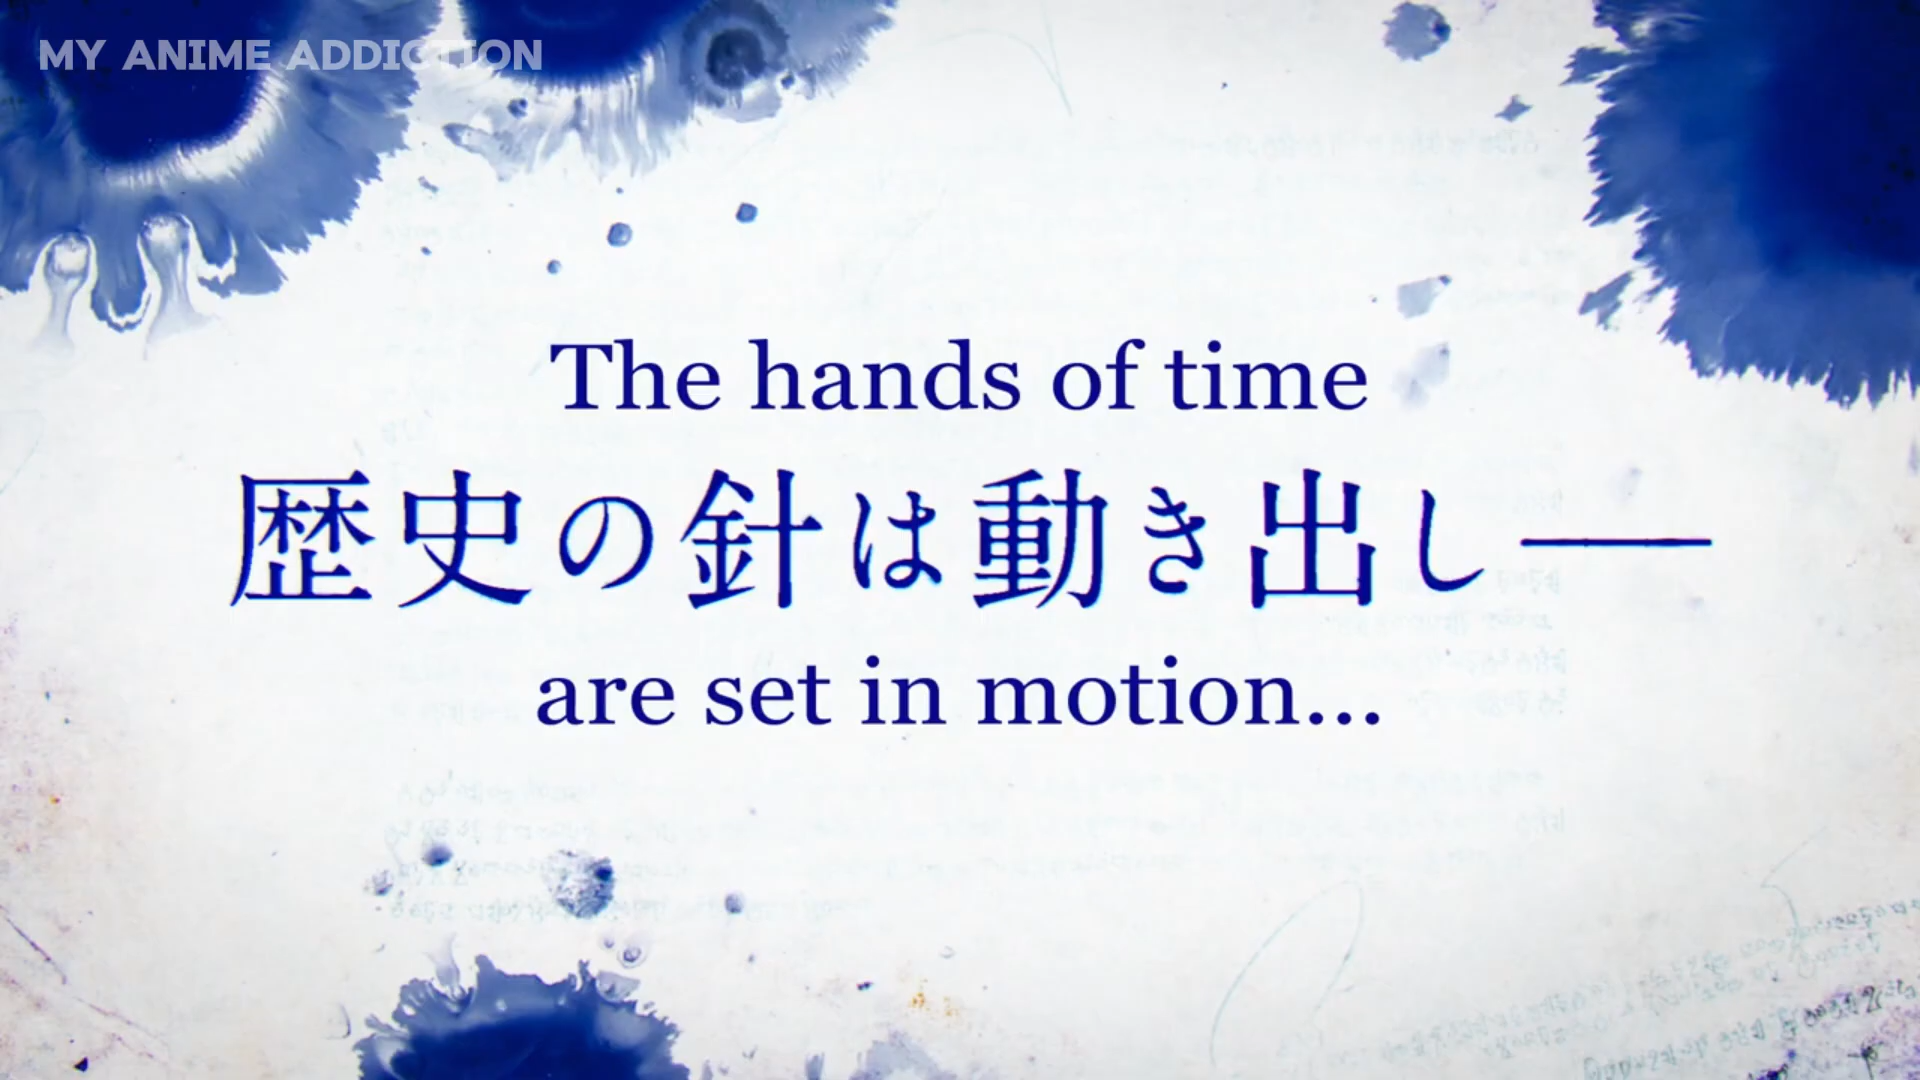 MY ANIME ADDICTION
The hands of time
歴史の針は動き出し――
are set in motion...